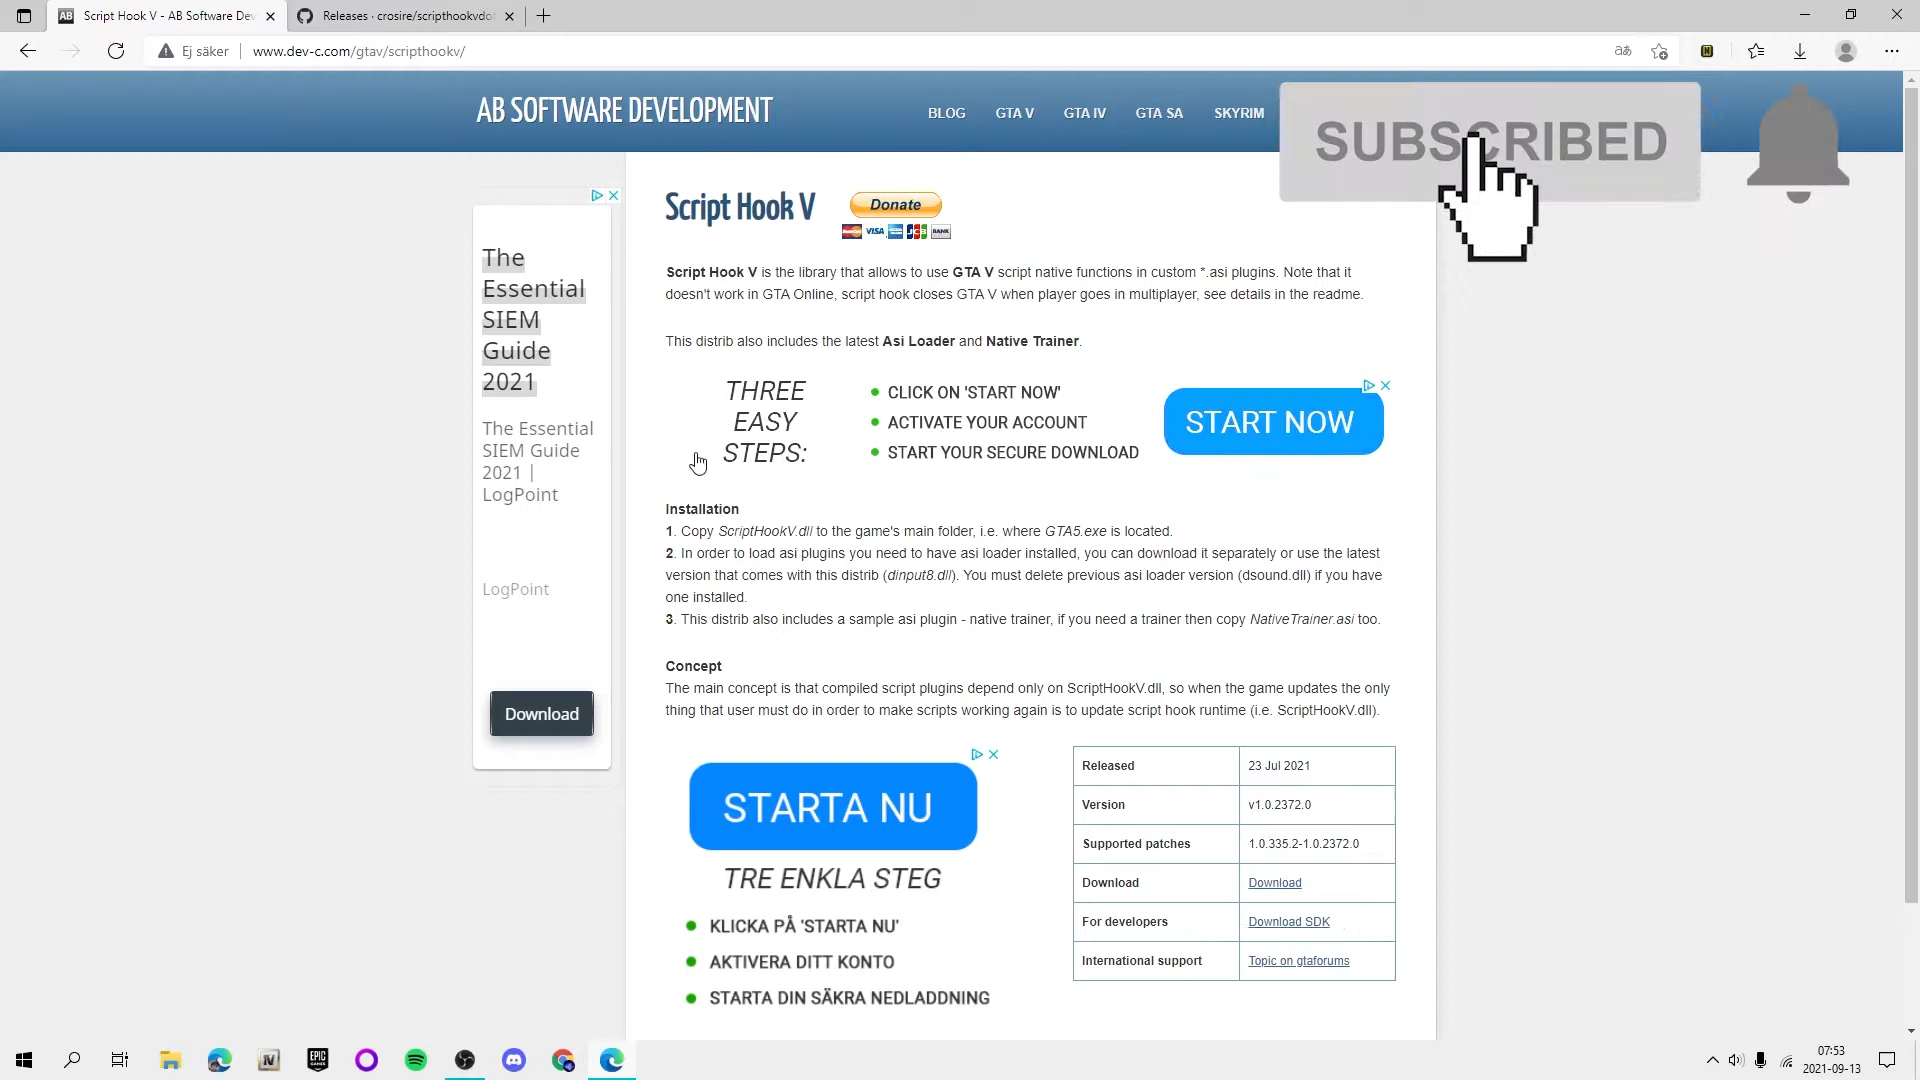 Script Hook V - AB Software Dev
Releases · crosire/scripthookvdot
Ej säker
www.dev-c.com/gtav/scripthookv/
AB SOFTWARE DEVELOPMENT
BLOG
GTA V
GTA IV
GTA SA
SKYRIM
SUBSCRIBED
Script Hook V
Donate
VISA
JCB
BANK
The
Essential
SIEM
Guide
2021
The Essential
SIEM Guide
2021 |
LogPoint
LogPoint
Download
Script Hook V is the library that allows to use GTA V script native functions in custom *.asi plugins. Note that it
doesn't work in GTA Online, script hook closes GTA V when player goes in multiplayer, see details in the readme.
This distrib also includes the latest Asi Loader and Native Trainer.
THREE
EASY
STEPS:
CLICK ON 'START NOW'
ACTIVATE YOUR ACCOUNT
START YOUR SECURE DOWNLOAD
START NOW
Installation
1. Copy ScriptHookV.dll to the game's main folder, i.e. where GTA5.exe is located.
2. In order to load asi plugins you need to have asi loader installed, you can download it separately or use the latest
version that comes with this distrib (dinput8.dll). You must delete previous asi loader version (dsound.dll) if you have
one installed.
3. This distrib also includes a sample asi plugin - native trainer, if you need a trainer then copy NativeTrainer.asi too.
Concept
The main concept is that compiled script plugins depend only on ScriptHookV.dll, so when the game updates the only
thing that user must do in order to make scripts working again is to update script hook runtime (i.e. ScriptHookV.dll).
STARTA NU
TRE ENKLA STEG
KLICKA PÅ 'STARTA NU'
AKTIVERA DITT KONTO
STARTA DIN SÄKRA NEDLADDNING
Released 23 Jul 2021
Version v1.0.2372.0
Supported patches 1.0.335.2-1.0.2372.0
Download Download
For developers Download SDK
International support Topic on gtaforums
07:53
2021-09-13